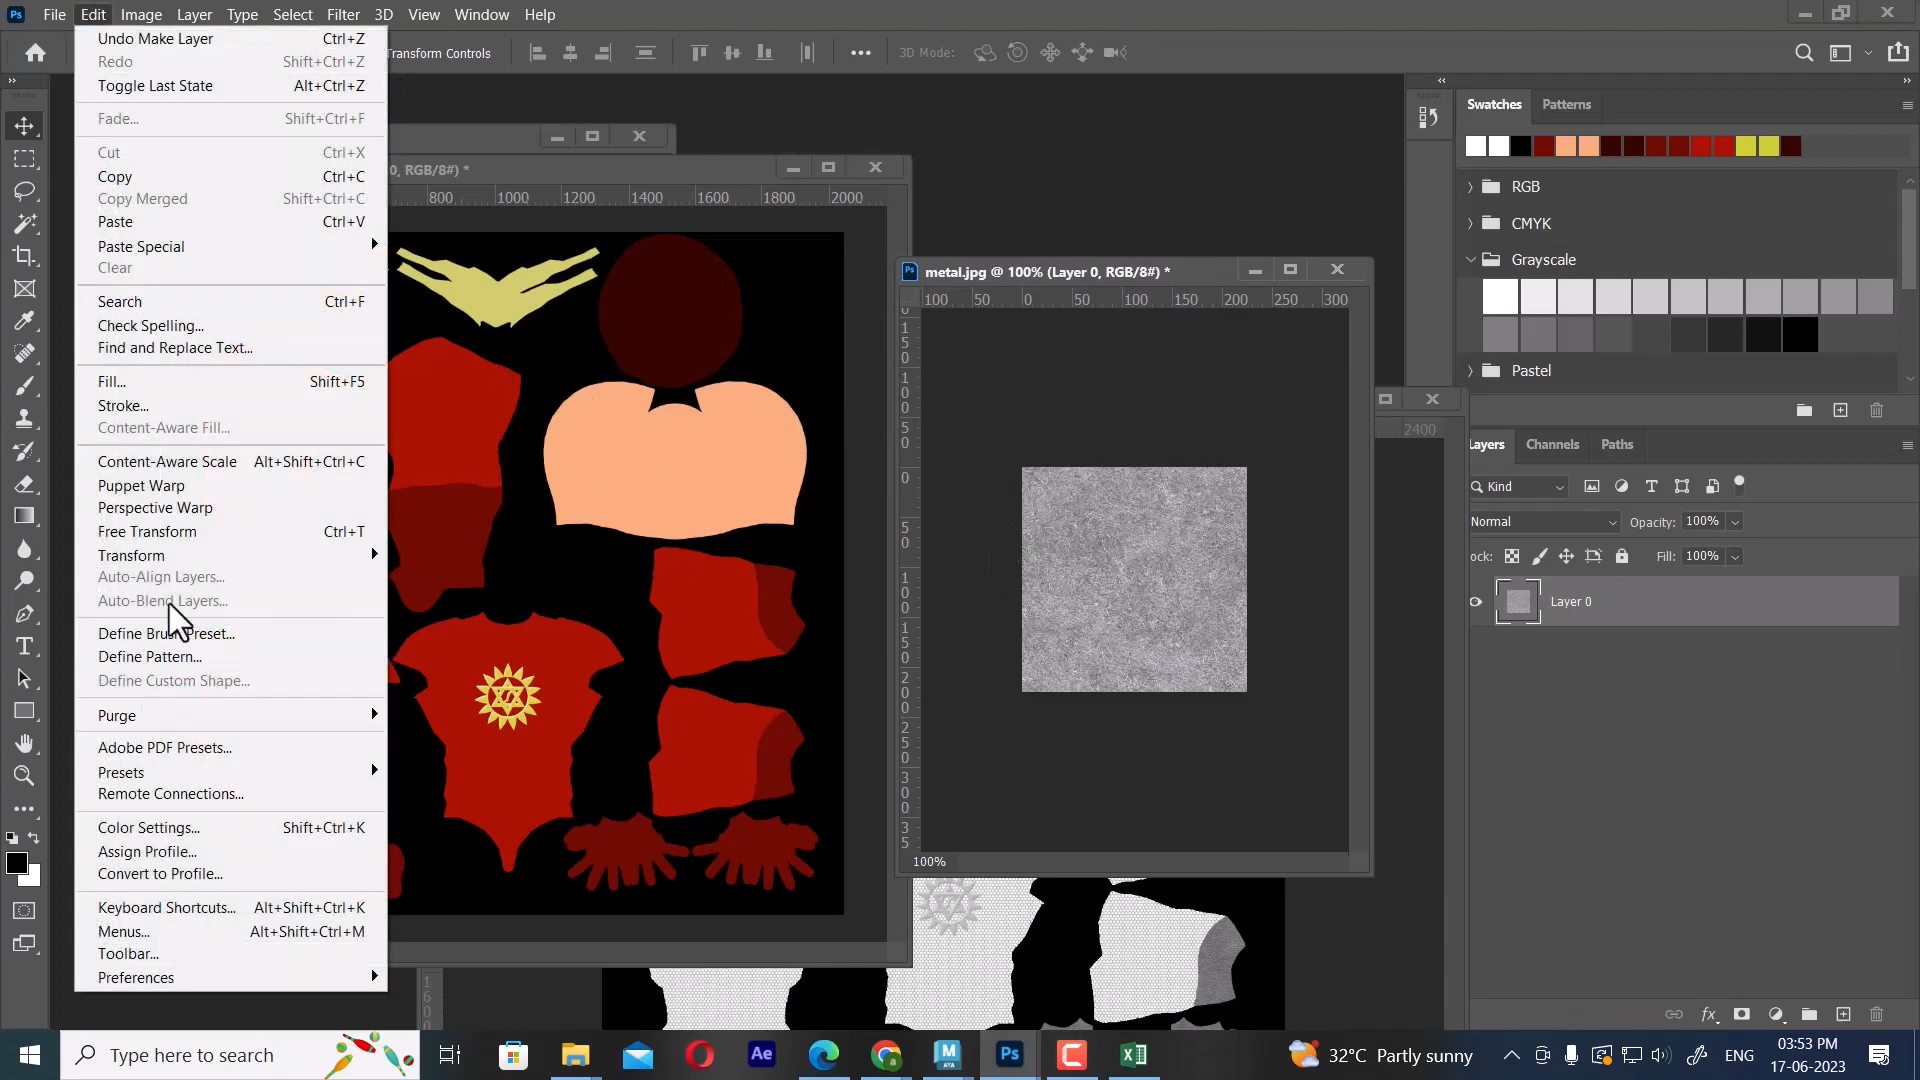 File Edit Image Layer Type Select Filter 3D View Window Help
Transform Controls
3D Mode:
Undo Make Layer Ctrl+Z
Redo Shift+Ctrl+Z
Toggle Last State Alt+Ctrl+Z
Fade... Shift+Ctrl+F
Cut Ctrl+X
Copy Ctrl+C
Copy Merged Shift+Ctrl+C
Paste Ctrl+V
Paste Special
Clear
Search Ctrl+F
Check Spelling...
Find and Replace Text...
Fill... Shift+F5
Stroke...
Content-Aware Fill...
Content-Aware Scale Alt+Shift+Ctrl+C
Puppet Warp
Perspective Warp
Free Transform Ctrl+T
Transform
Auto-Align Layers...
Auto-Blend Layers...
Define Brush Preset...
Define Pattern...
Define Custom Shape...
Purge
Adobe PDF Presets...
Presets
Remote Connections...
Color Settings... Shift+Ctrl+K
Assign Profile...
Convert to Profile...
Keyboard Shortcuts... Alt+Shift+Ctrl+K
Menus... Alt+Shift+Ctrl+M
Toolbar...
Preferences
0, RGB/8#) *
800 1000 1200 1400 1600 1800 2000
metal.jpg @ 100% (Layer 0, RGB/8#) *
100 50 0 50 100 150 200 250 300
100%
2400
Swatches Patterns
RGB
CMYK
Grayscale
Pastel
Layers Channels Paths
Kind
Normal Opacity: 100%
ock: Fill: 100%
Layer 0
Type here to search
Ae
M
AYA
Ps
32°C Partly sunny
ENG
03:53 PM
17-06-2023